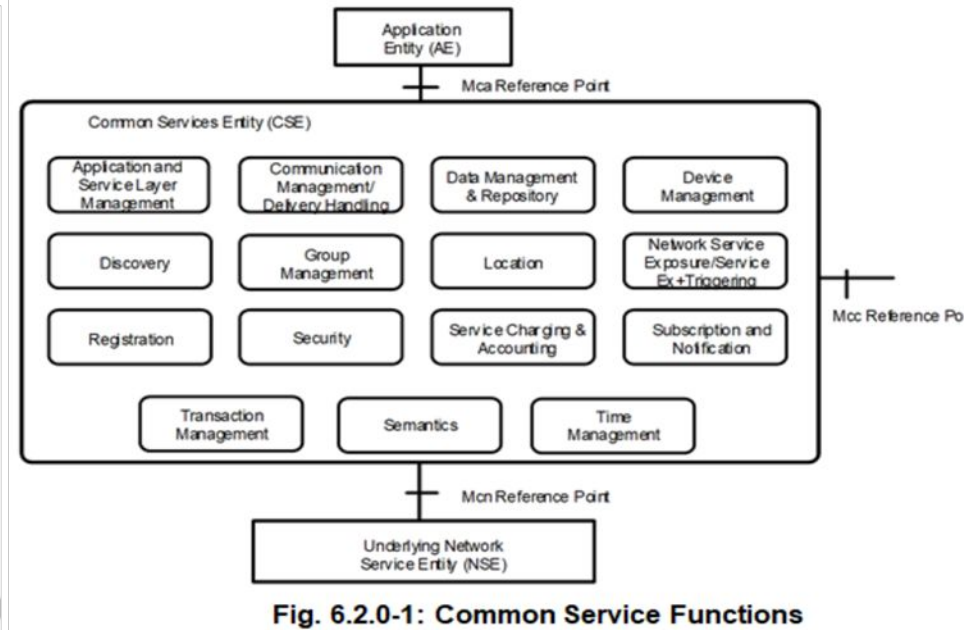 Application
Entity (AE)
Mca Reference Point
Common Services Entity (CSE)
Application and
Service Layer
Management
Communication
Management/
Delivery Handling
Data Management
& Repository
Device
Management
Discovery
Group
Management
Location
Network Service
Exposure/Service
Ex+Triggering
Mcc Reference Po
Registration
Security
Service Charging &
Accounting
Subscription and
Notification
Transaction
Management
Semantics
Time
Management
Mcn Reference Point
Underlying Network
Service Entity (NSE)
Fig. 6.2.0-1: Common Service Functions